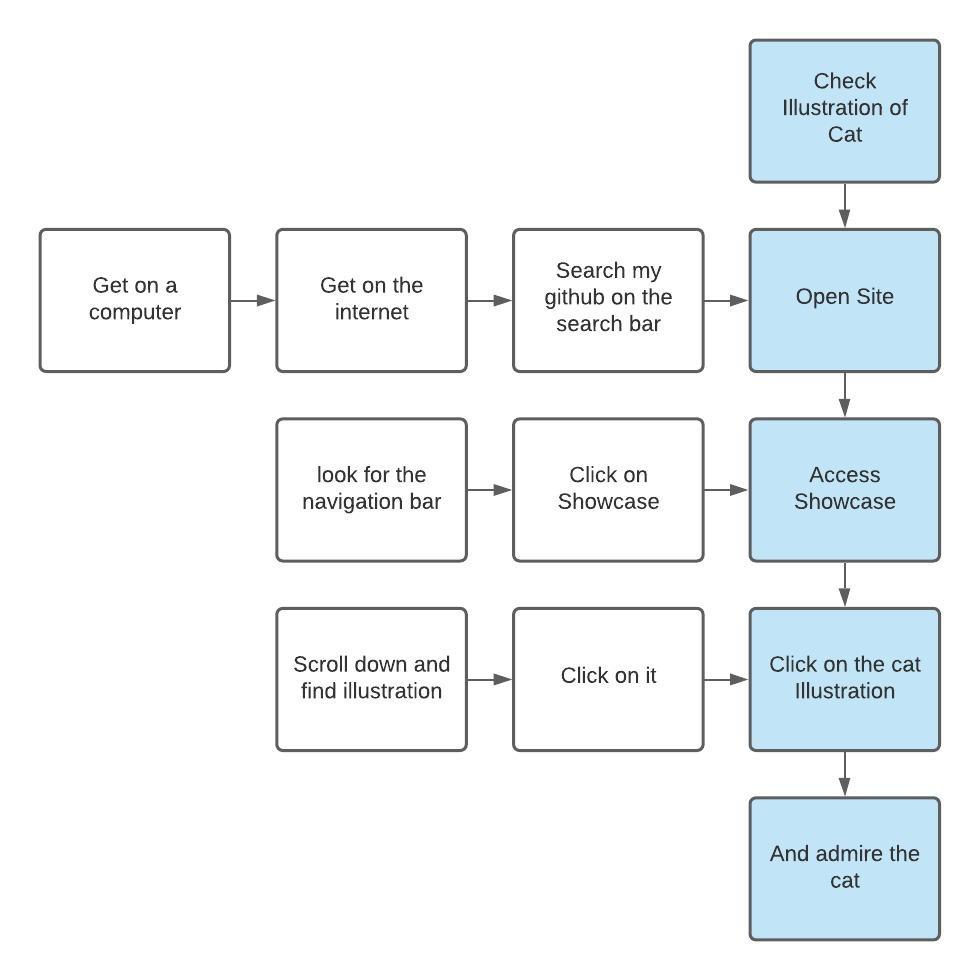 Check
Illustration of
Cat
Get on a
computer
Get on the
internet
Search my
github on the
search bar
Open Site
look for the
navigation bar
Click on
Showcase
Access
Showcase
Scroll down and
find illustration
Click on it
Click on the cat
Illustration
And admire the
cat